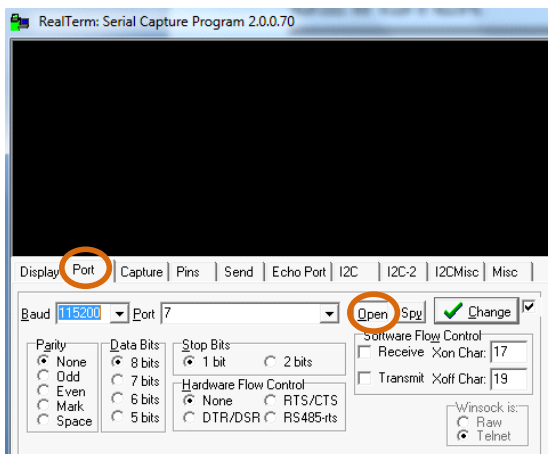 RealTerm: Serial Capture Program 2.0.0.70
Display Port Capture Pins Send Echo Port I2C I2C-2 I2CMisc Misc
Baud 115200 Port 7 Open Spy Change
Parity
None
Odd
Even
Mark
Space
Data Bits
8 bits
7 bits
6 bits
5 bits
Stop Bits
1 bit 2 bits
Hardware Flow Control
None RTS/CTS
DTR/DSR RS485-rts
Software Flow Control
Receive Xon Char: 17
Transmit Xoff Char: 19
Winsock is:
Raw
Telnet